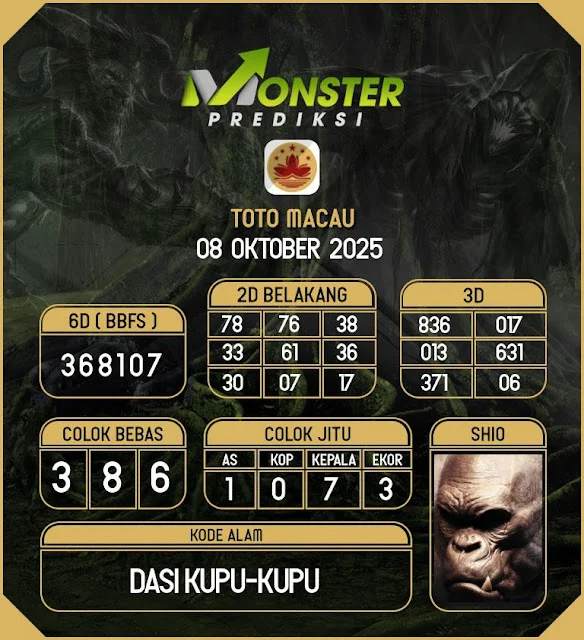 MONSTER
PREDIKSI
TOTO MACAU
08 OKTOBER 2025
6D ( BBFS )
368107
2D BELAKANG
78 76 38
33 61 36
30 07 17
3D
836 017
013 631
371 06
COLOK BEBAS
3 8 6
COLOK JITU
AS KOP KEPALA EKOR
1 0 7 3
SHIO
KODE ALAM
DASI KUPU-KUPU